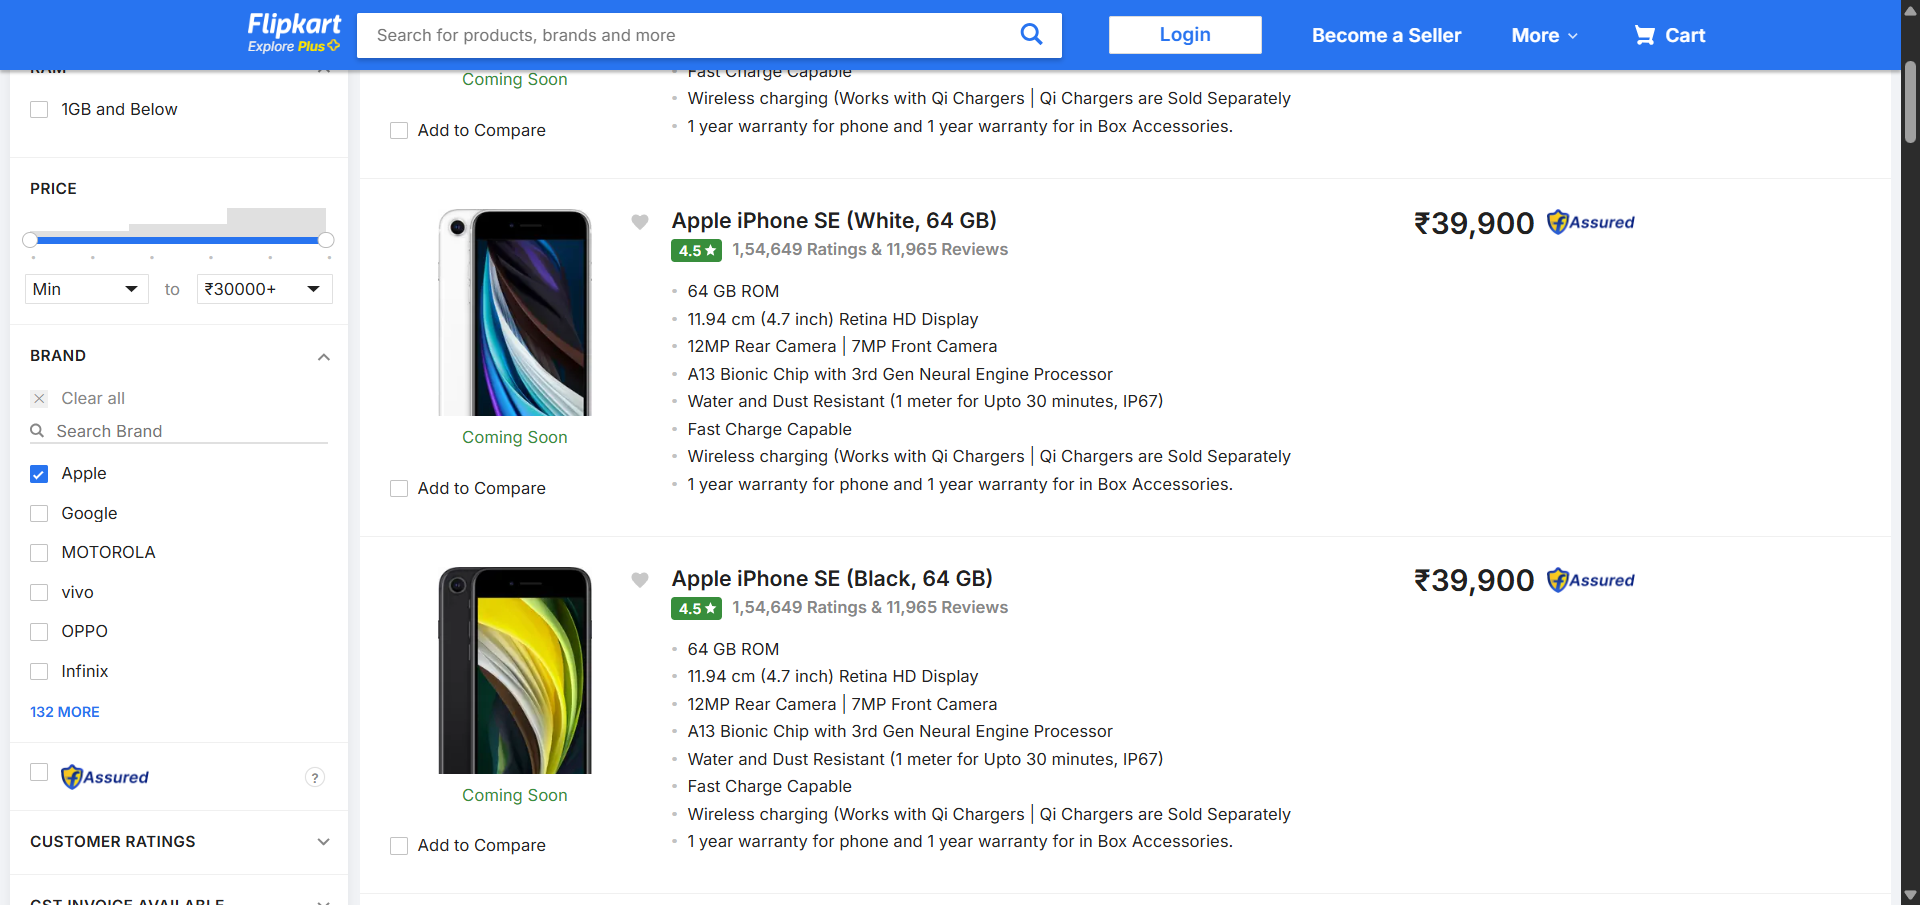 Flipkart
Explore Plus
Search for products, brands and more
Login
Become a Seller
More
Cart
RAM
1GB and Below
PRICE
Min
to
₹30000+
BRAND
Clear all
Search Brand
Apple
Google
MOTOROLA
vivo
OPPO
Infinix
132 MORE
Assured
?
CUSTOMER RATINGS
GST INVOICE AVAILABLE
Coming Soon
Add to Compare
Fast Charge Capable
Wireless charging (Works with Qi Chargers | Qi Chargers are Sold Separately
1 year warranty for phone and 1 year warranty for in Box Accessories.
Apple iPhone SE (White, 64 GB)
4.5★ 1,54,649 Ratings & 11,965 Reviews
64 GB ROM
11.94 cm (4.7 inch) Retina HD Display
12MP Rear Camera | 7MP Front Camera
A13 Bionic Chip with 3rd Gen Neural Engine Processor
Water and Dust Resistant (1 meter for Upto 30 minutes, IP67)
Fast Charge Capable
Wireless charging (Works with Qi Chargers | Qi Chargers are Sold Separately
1 year warranty for phone and 1 year warranty for in Box Accessories.
₹39,900 Assured
Coming Soon
Add to Compare
Apple iPhone SE (Black, 64 GB)
4.5★ 1,54,649 Ratings & 11,965 Reviews
64 GB ROM
11.94 cm (4.7 inch) Retina HD Display
12MP Rear Camera | 7MP Front Camera
A13 Bionic Chip with 3rd Gen Neural Engine Processor
Water and Dust Resistant (1 meter for Upto 30 minutes, IP67)
Fast Charge Capable
Wireless charging (Works with Qi Chargers | Qi Chargers are Sold Separately
1 year warranty for phone and 1 year warranty for in Box Accessories.
₹39,900 Assured
Coming Soon
Add to Compare